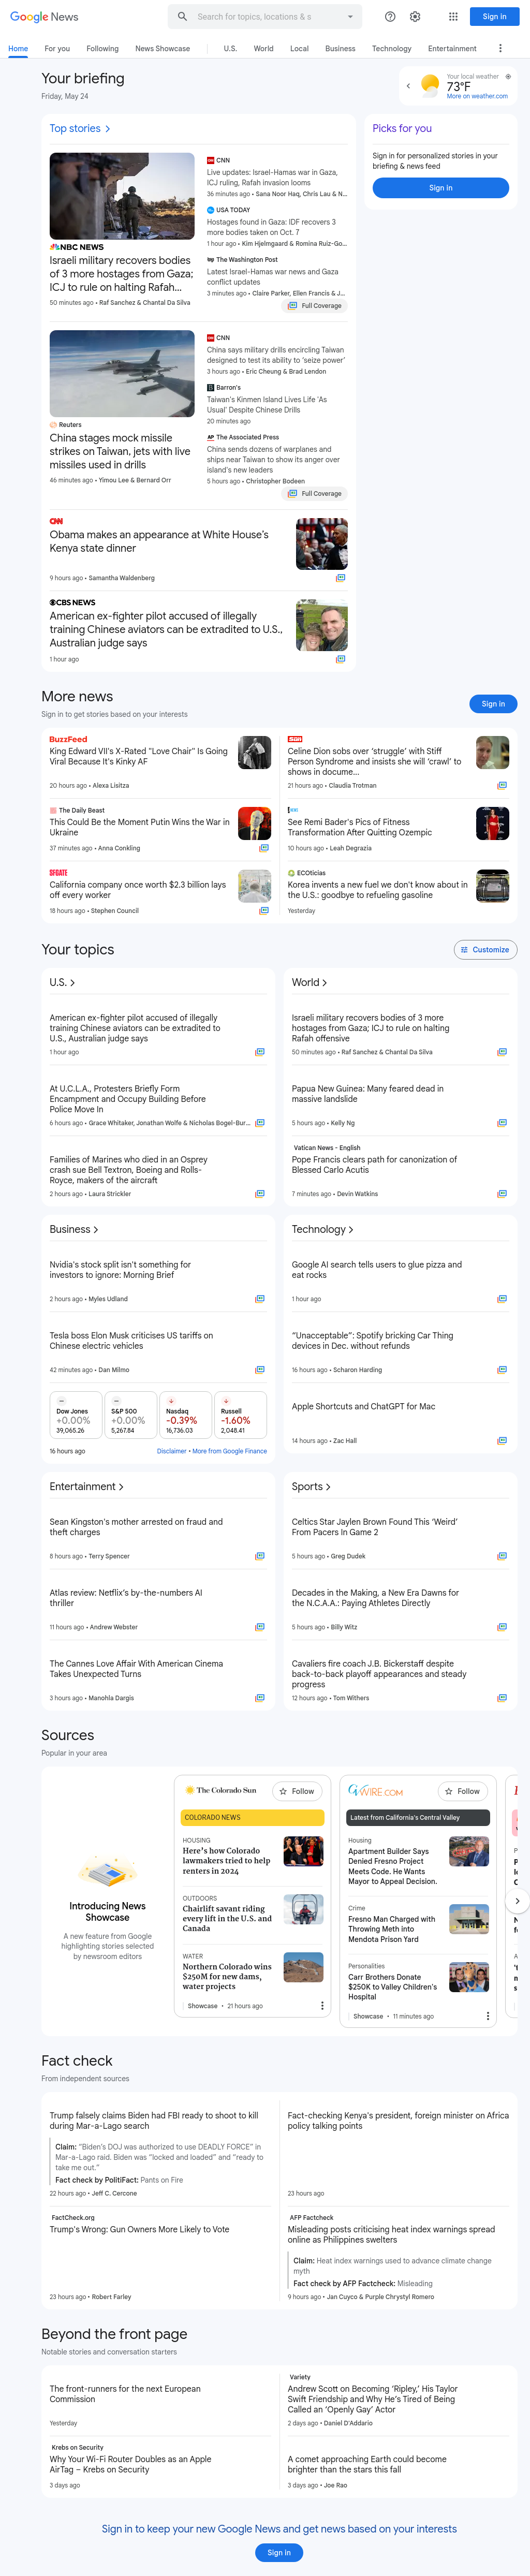 Google News
Search for topics, locations & s
Sign in
Home
For you
Following
News Showcase
U.S.
World
Local
Business
Technology
Entertainment
Your briefing
Friday, May 24
Your local weather
73°F
More on weather.com
Top stories
NBC NEWS
Israeli military recovers bodies
of 3 more hostages from Gaza;
ICJ to rule on halting Rafah...
50 minutes ago • Raf Sanchez & Chantal Da Silva
CNN
Live updates: Israel-Hamas war in Gaza,
ICJ ruling, Rafah invasion looms
36 minutes ago • Sana Noor Haq, Chris Lau & N...
USA TODAY
Hostages found in Gaza: IDF recovers 3
more bodies taken on Oct. 7
1 hour ago • Kim Hjelmgaard & Romina Ruiz-Go...
The Washington Post
Latest Israel-Hamas war news and Gaza
conflict updates
3 minutes ago • Claire Parker, Ellen Francis & J...
Full Coverage
Picks for you
Sign in for personalized stories in your
briefing & news feed
Sign in
Reuters
China stages mock missile
strikes on Taiwan, jets with live
missiles used in drills
46 minutes ago • Yimou Lee & Bernard Orr
CNN
China says military drills encircling Taiwan
designed to test its ability to 'seize power'
3 hours ago • Eric Cheung & Brad Lendon
Barron's
Taiwan's Kinmen Island Lives Life 'As
Usual' Despite Chinese Drills
20 minutes ago
The Associated Press
China sends dozens of warplanes and
ships near Taiwan to show its anger over
island's new leaders
5 hours ago • Christopher Bodeen
Full Coverage
CNN
Obama makes an appearance at White House's
Kenya state dinner
9 hours ago • Samantha Waldenberg
CBS NEWS
American ex-fighter pilot accused of illegally
training Chinese aviators can be extradited to U.S.,
Australian judge says
1 hour ago
More news
Sign in to get stories based on your interests
Sign in
BuzzFeed
King Edward VII's X-Rated "Love Chair" Is Going
Viral Because It's Kinky AF
20 hours ago • Alexa Lisitza
Celine Dion sobs over 'struggle' with Stiff
Person Syndrome and insists she will 'crawl' to
shows in docume...
21 hours ago • Claudia Trotman
The Daily Beast
This Could Be the Moment Putin Wins the War in
Ukraine
37 minutes ago • Anna Conkling
See Remi Bader's Pics of Fitness
Transformation After Quitting Ozempic
10 hours ago • Leah Degrazia
SFGATE
California company once worth $2.3 billion lays
off every worker
18 hours ago • Stephen Council
ECOticias
Korea invents a new fuel we don't know about in
the U.S.: goodbye to refueling gasoline
Yesterday
Your topics
Customize
U.S.
American ex-fighter pilot accused of illegally
training Chinese aviators can be extradited to
U.S., Australian judge says
1 hour ago
At U.C.L.A., Protesters Briefly Form
Encampment and Occupy Building Before
Police Move In
6 hours ago • Grace Whitaker, Jonathan Wolfe & Nicholas Bogel-Bur...
Families of Marines who died in an Osprey
crash sue Bell Textron, Boeing and Rolls-
Royce, makers of the aircraft
2 hours ago • Laura Strickler
World
Israeli military recovers bodies of 3 more
hostages from Gaza; ICJ to rule on halting
Rafah offensive
50 minutes ago • Raf Sanchez & Chantal Da Silva
Papua New Guinea: Many feared dead in
massive landslide
5 hours ago • Kelly Ng
Vatican News - English
Pope Francis clears path for canonization of
Blessed Carlo Acutis
7 minutes ago • Devin Watkins
Business
Nvidia's stock split isn't something for
investors to ignore: Morning Brief
2 hours ago • Myles Udland
Tesla boss Elon Musk criticises US tariffs on
Chinese electric vehicles
42 minutes ago • Dan Milmo
Dow Jones
+0.00%
39,065.26
S&P 500
+0.00%
5,267.84
Nasdaq
-0.39%
16,736.03
Russell
-1.60%
2,048.41
16 hours ago
Disclaimer • More from Google Finance
Technology
Google AI search tells users to glue pizza and
eat rocks
1 hour ago
"Unacceptable": Spotify bricking Car Thing
devices in Dec. without refunds
16 hours ago • Scharon Harding
Apple Shortcuts and ChatGPT for Mac
14 hours ago • Zac Hall
Entertainment
Sean Kingston's mother arrested on fraud and
theft charges
8 hours ago • Terry Spencer
Atlas review: Netflix's by-the-numbers AI
thriller
11 hours ago • Andrew Webster
The Cannes Love Affair With American Cinema
Takes Unexpected Turns
3 hours ago • Manohla Dargis
Sports
Celtics Star Jaylen Brown Found This 'Weird'
From Pacers In Game 2
5 hours ago • Greg Dudek
Decades in the Making, a New Era Dawns for
the N.C.A.A.: Paying Athletes Directly
5 hours ago • Billy Witz
Cavaliers fire coach J.B. Bickerstaff despite
back-to-back playoff appearances and steady
progress
12 hours ago • Tom Withers
Sources
Popular in your area
Introducing News
Showcase
A new feature from Google
highlighting stories selected
by newsroom editors
The Colorado Sun
Follow
COLORADO NEWS
HOUSING
Here's how Colorado
lawmakers tried to help
renters in 2024
OUTDOORS
Chairlift savant riding
every lift in the U.S. and
Canada
WATER
Northern Colorado wins
$250M for new dams,
water projects
Showcase • 21 hours ago
GVWIRE.COM
Follow
Latest from California's Central Valley
Housing
Apartment Builder Says
Denied Fresno Project
Meets Code. He Wants
Mayor to Appeal Decision.
Crime
Fresno Man Charged with
Throwing Meth into
Mendota Prison Yard
Personalities
Carr Brothers Donate
$250K to Valley Children's
Hospital
Showcase • 11 minutes ago
Fact check
From independent sources
Trump falsely claims Biden had FBI ready to shoot to kill
during Mar-a-Lago search
Claim: "Biden's DOJ was authorized to use DEADLY FORCE" in
Mar-a-Lago raid. Biden was "locked and loaded" and "ready to
take me out."
Fact check by PolitiFact: Pants on Fire
22 hours ago • Jeff C. Cercone
Fact-checking Kenya's president, foreign minister on Africa
policy talking points
23 hours ago
FactCheck.org
Trump's Wrong: Gun Owners More Likely to Vote
23 hours ago • Robert Farley
AFP Factcheck
Misleading posts criticising heat index warnings spread
online as Philippines swelters
Claim: Heat index warnings used to advance climate change
myth
Fact check by AFP Factcheck: Misleading
9 hours ago • Jan Cuyco & Purple Chrystyl Romero
Beyond the front page
Notable stories and conversation starters
The front-runners for the next European
Commission
Yesterday
Variety
Andrew Scott on Becoming 'Ripley,' His Taylor
Swift Friendship and Why He's Tired of Being
Called an 'Openly Gay' Actor
2 days ago • Daniel D'Addario
Krebs on Security
Why Your Wi-Fi Router Doubles as an Apple
AirTag – Krebs on Security
3 days ago
A comet approaching Earth could become
brighter than the stars this fall
3 days ago • Joe Rao
Sign in to keep your new Google News and get news based on your interests
Sign in